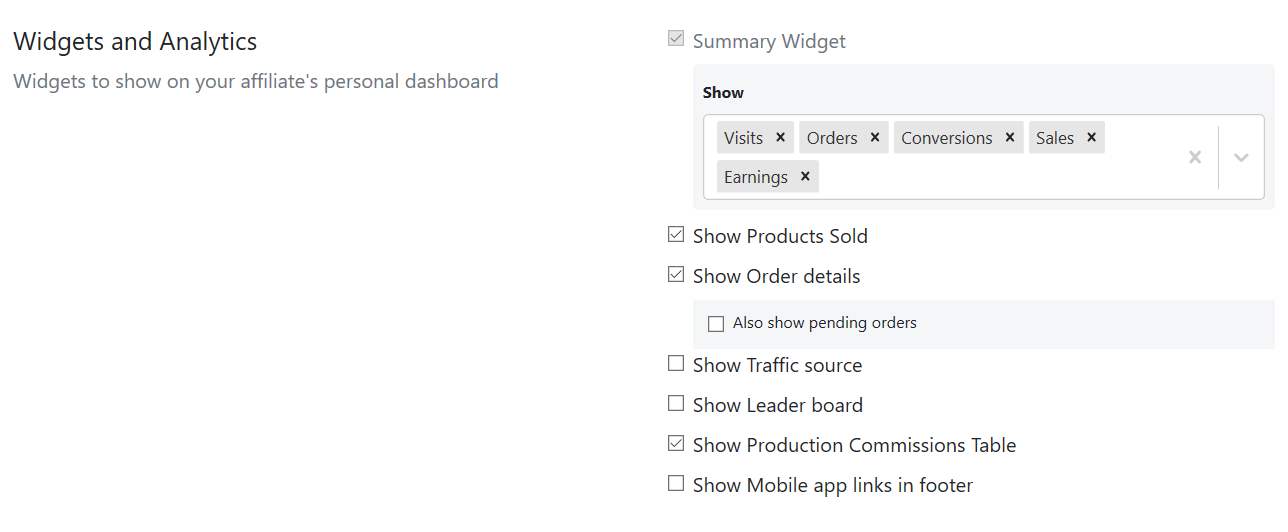 Widgets and Analytics
Widgets to show on your affiliate's personal dashboard
Summary Widget
Show
Visits Orders Conversions Sales
Earnings
Show Products Sold
Show Order details
Also show pending orders
Show Traffic source
Show Leader board
Show Production Commissions Table
Show Mobile app links in footer